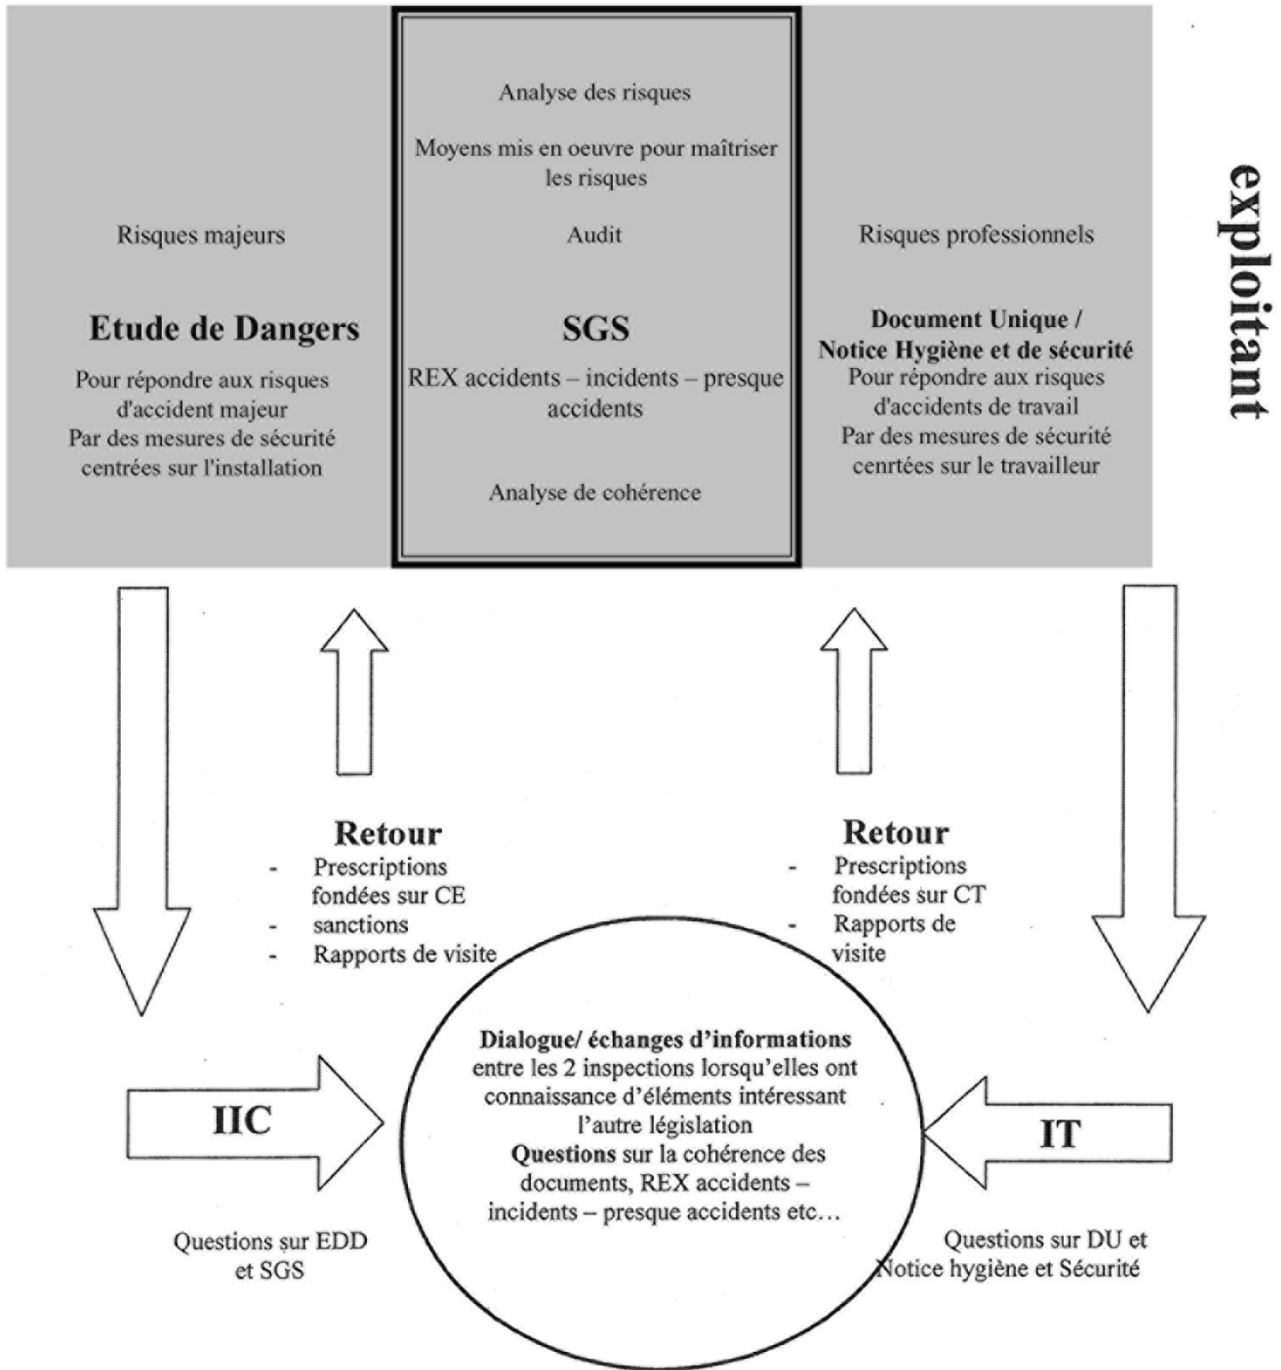 Risques majeurs
Etude de Dangers
Pour répondre aux risques
d'accident majeur
Par des mesures de sécurité
centrées sur l'installation
Analyse des risques
Moyens mis en oeuvre pour maîtriser
les risques
Audit
SGS
REX accidents – incidents – presque
accidents
Analyse de cohérence
Risques professionnels
Document Unique /
Notice Hygiène et de sécurité
Pour répondre aux risques
d'accidents de travail
Par des mesures de sécurité
cenrtées sur le travailleur
exploitant
Retour
- Prescriptions
fondées sur CE
- sanctions
- Rapports de visite
Retour
- Prescriptions
fondées sur CT
- Rapports de
visite
IIC
Questions sur EDD
et SGS
Dialogue/ échanges d’informations
entre les 2 inspections lorsqu’elles ont
connaissance d’éléments intéressant
l’autre législation
Questions sur la cohérence des
documents, REX accidents –
incidents – presque accidents etc…
IT
Questions sur DU et
Notice hygiène et Sécurité